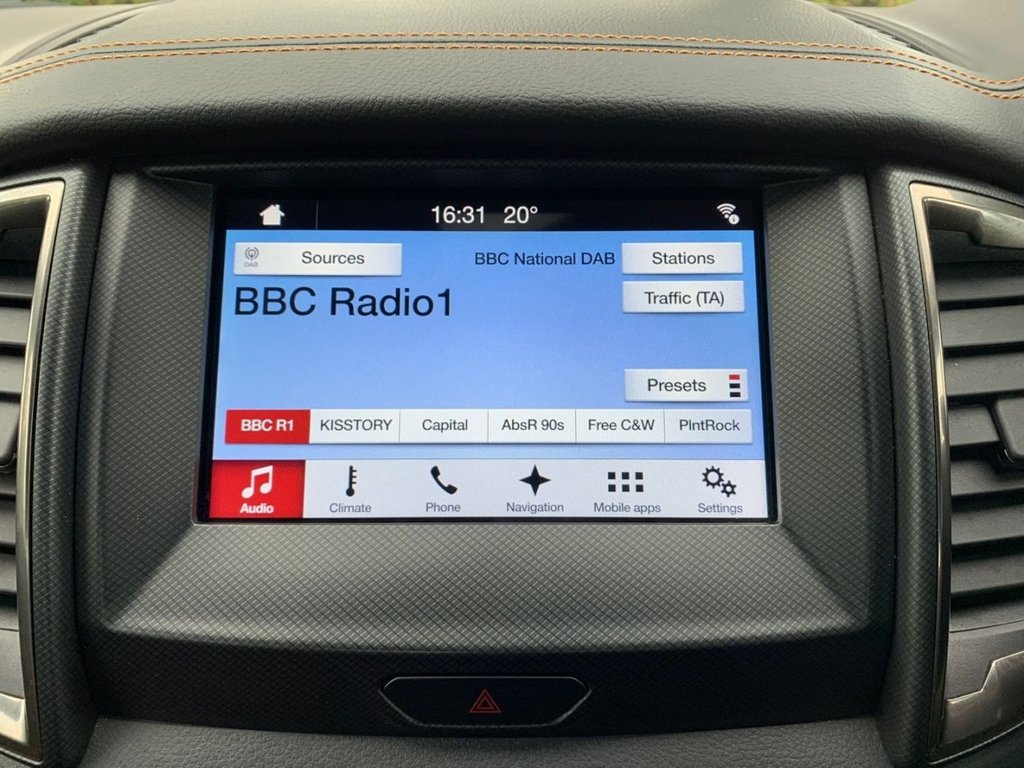 16:31 20°
DAB Sources BBC National DAB Stations
BBC Radio1 Traffic (TA)
Presets
BBC R1 KISSTORY Capital AbsR 90s Free C&W PlntRock
Audio Climate Phone Navigation Mobile apps Settings